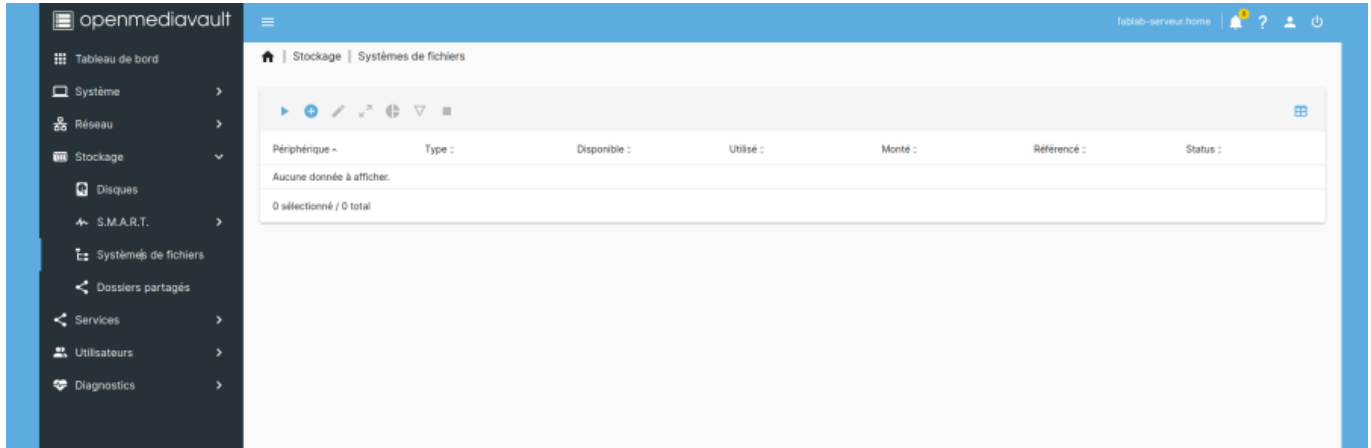 openmediavault
fablab-serveur.home
?
Tableau de bord
Système
Réseau
Stockage
Disques
S.M.A.R.T.
Systèmes de fichiers
Dossiers partagés
Services
Utilisateurs
Diagnostics
Stockage | Systèmes de fichiers
Périphérique Type Disponible Utilisé Monté Référencé Status
Aucune donnée à afficher.
0 sélectionné / 0 total